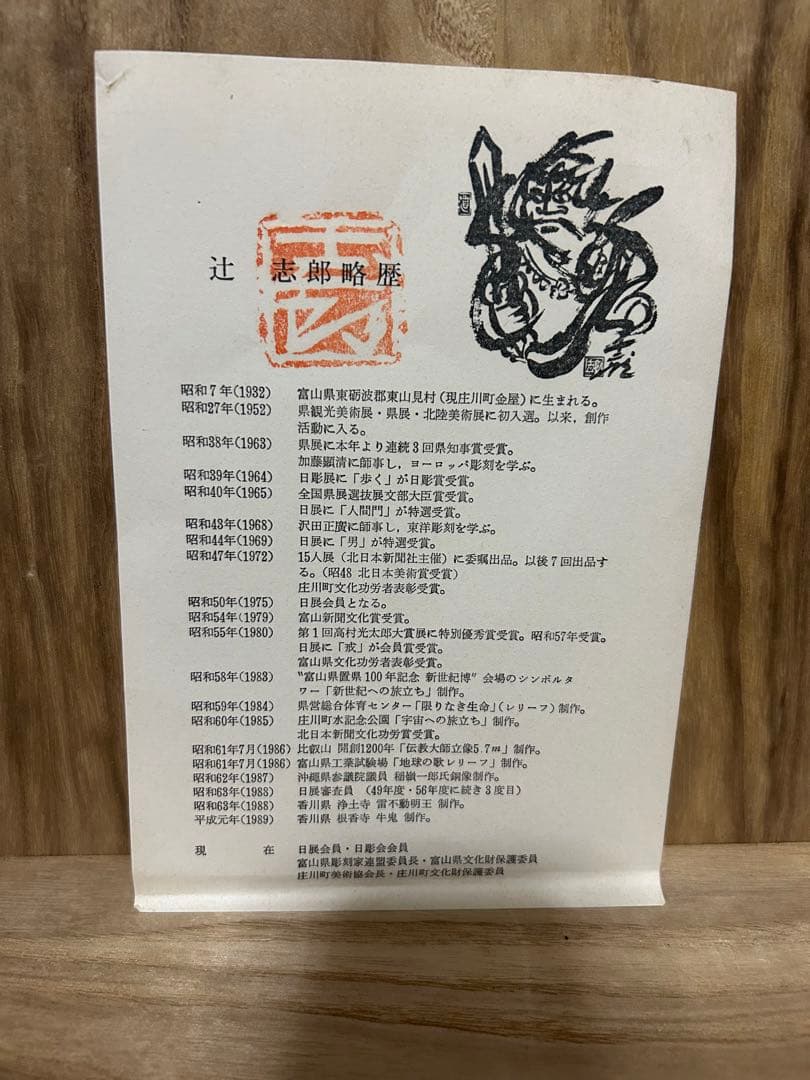 辻 志郎略歴
昭和7年(1932) 富山県東砺波郡東山見村(現庄川町金屋)に生まれる。
昭和27年(1952) 県観光美術展・県展・北陸美術展に初入選。以来，創作
活動に入る。
昭和38年(1963) 県展に本年より連続3回県知事賞受賞。
加藤顕清に師事し，ヨーロッパ彫刻を学ぶ。
昭和39年(1964) 日彫展に「歩く」が日彫賞受賞。
昭和40年(1965) 全国県展選抜展文部大臣賞受賞。
日展に「人間門」が特選受賞。
昭和43年(1968) 沢田正廣に師事し，東洋彫刻を学ぶ。
昭和44年(1969) 日展に「男」が特選受賞。
昭和47年(1972) 15人展（北日本新聞社主催）に委嘱出品。以後7回出品す
る。(昭48 北日本美術賞受賞)
庄川町文化功労者表彰受賞。
昭和50年(1975) 日展会員となる。
昭和54年(1979) 富山新聞文化賞受賞。
昭和55年(1980) 第1回高村光太郎大賞展に特別優秀賞受賞。昭和57年受賞。
日展に「戒」が会員賞受賞。
富山県文化功労者表彰受賞。
昭和58年(1983) "富山県置県100年記念 新世紀博"会場のシンボルタ
ワー「新世紀への旅立ち」制作。
昭和59年(1984) 県営総合体育センター「限りなき生命」(レリーフ)制作。
昭和60年(1985) 庄川町水記念公園「宇宙への旅立ち」制作。
北日本新聞文化功労賞受賞。
昭和61年7月(1986) 比叡山 開創1200年「伝教大師立像5.7m」制作。
昭和61年7月(1986) 富山県工業試験場「地球の歌レリーフ」制作。
昭和62年(1987) 沖縄県参議院議員 稲嶺一郎氏銅像制作。
昭和63年(1988) 日展審査員 (49年度・56年度に続き3度目)
昭和63年(1988) 香川県 浄土寺 雷不動明王 制作。
平成元年(1989) 香川県 根香寺 牛鬼 制作。
現 在 日展会員・日彫会会員
富山県彫刻家連盟委員長・富山県文化財保護委員
庄川町美術協会長・庄川町文化財保護委員